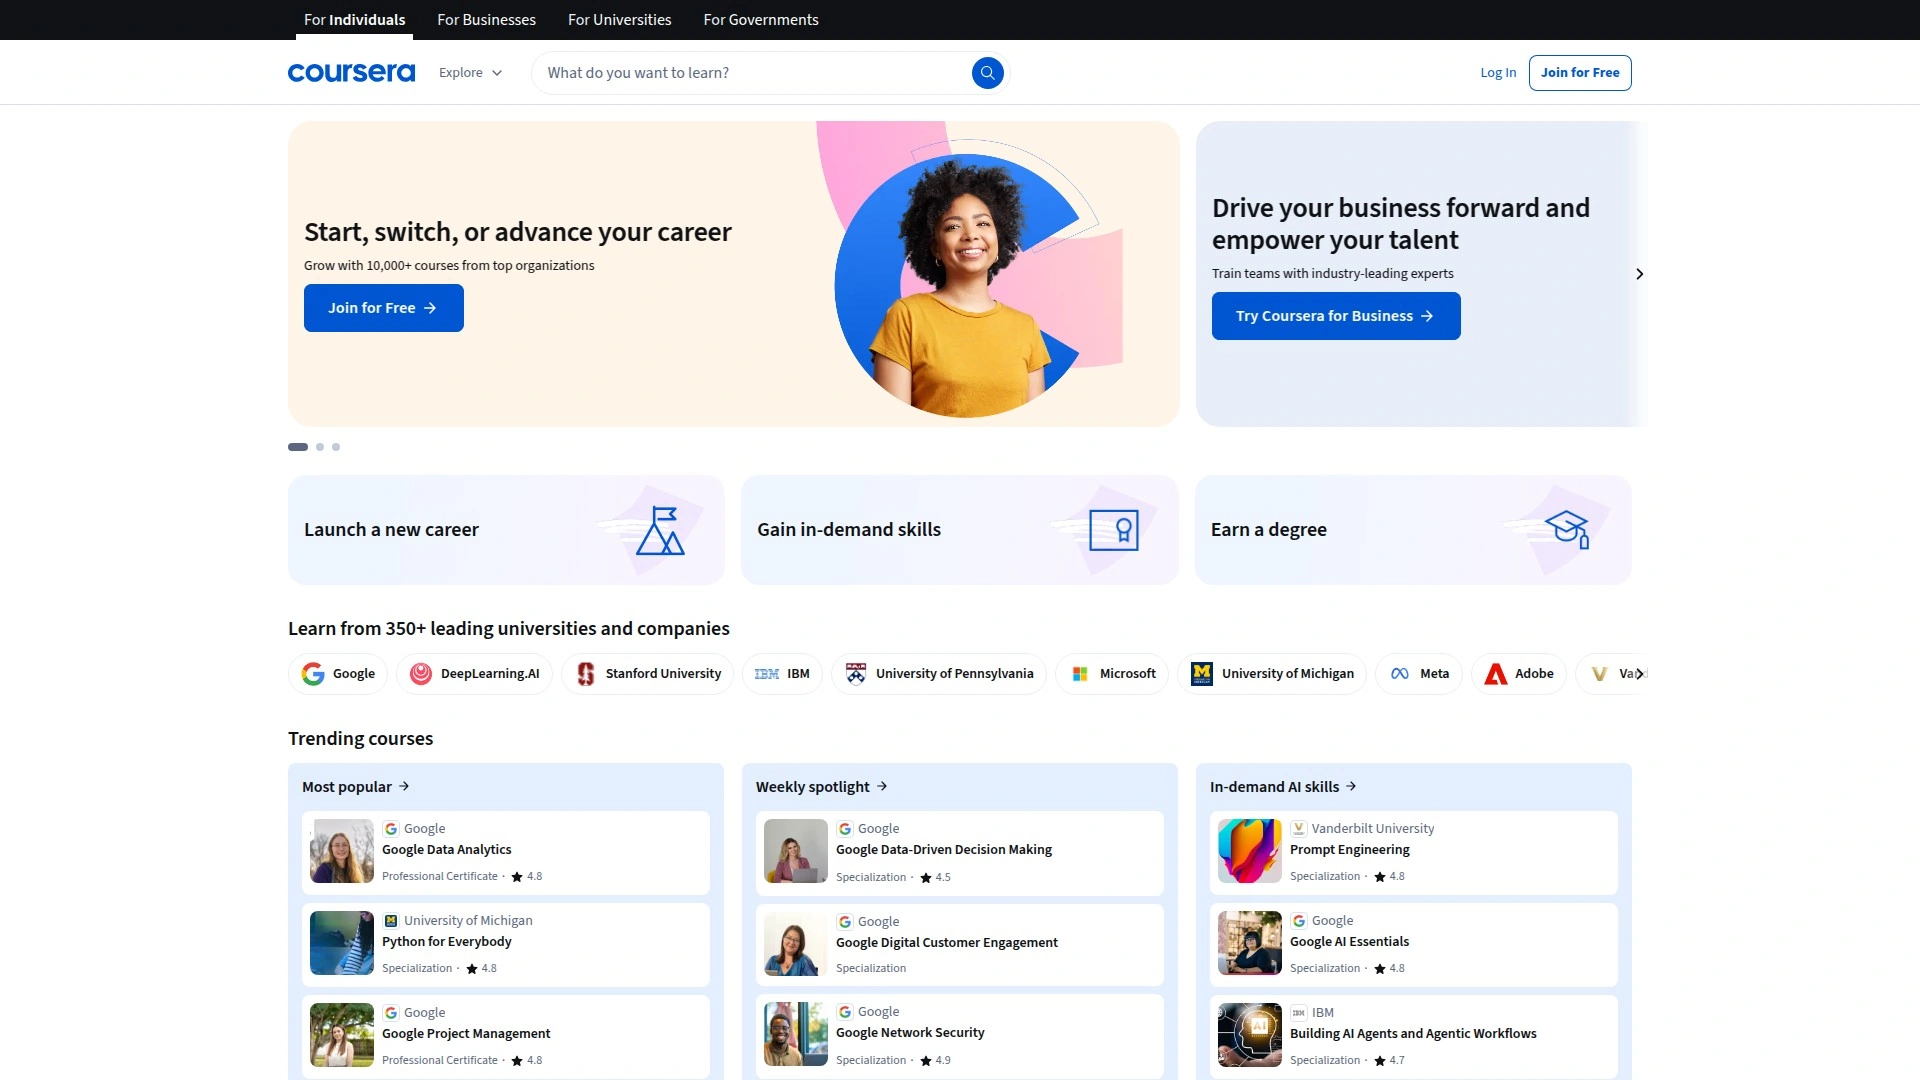 For Individuals
For Businesses
For Universities
For Governments
coursera
Explore
What do you want to learn?
Log In
Join for Free
Start, switch, or advance your career
Grow with 10,000+ courses from top organizations
Join for Free →
Drive your business forward and
empower your talent
Train teams with industry-leading experts
Try Coursera for Business →
Launch a new career
Gain in-demand skills
Earn a degree
Learn from 350+ leading universities and companies
Google
DeepLearning.AI
Stanford University
IBM IBM
University of Pennsylvania
Microsoft
M University of Michigan
Meta
Adobe
Trending courses
Most popular →
Google
Google Data Analytics
Professional Certificate · ★ 4.8
University of Michigan
Python for Everybody
Specialization · ★ 4.8
Google
Google Project Management
Professional Certificate · ★ 4.8
Weekly spotlight →
Google
Google Data-Driven Decision Making
Specialization · ★ 4.5
Google
Google Digital Customer Engagement
Specialization
Google
Google Network Security
Specialization · ★ 4.9
In-demand AI skills →
Vanderbilt University
Prompt Engineering
Specialization · ★ 4.8
Google
Google AI Essentials
Specialization · ★ 4.8
IBM
AI
Building AI Agents and Agentic Workflows
Specialization · ★ 4.7